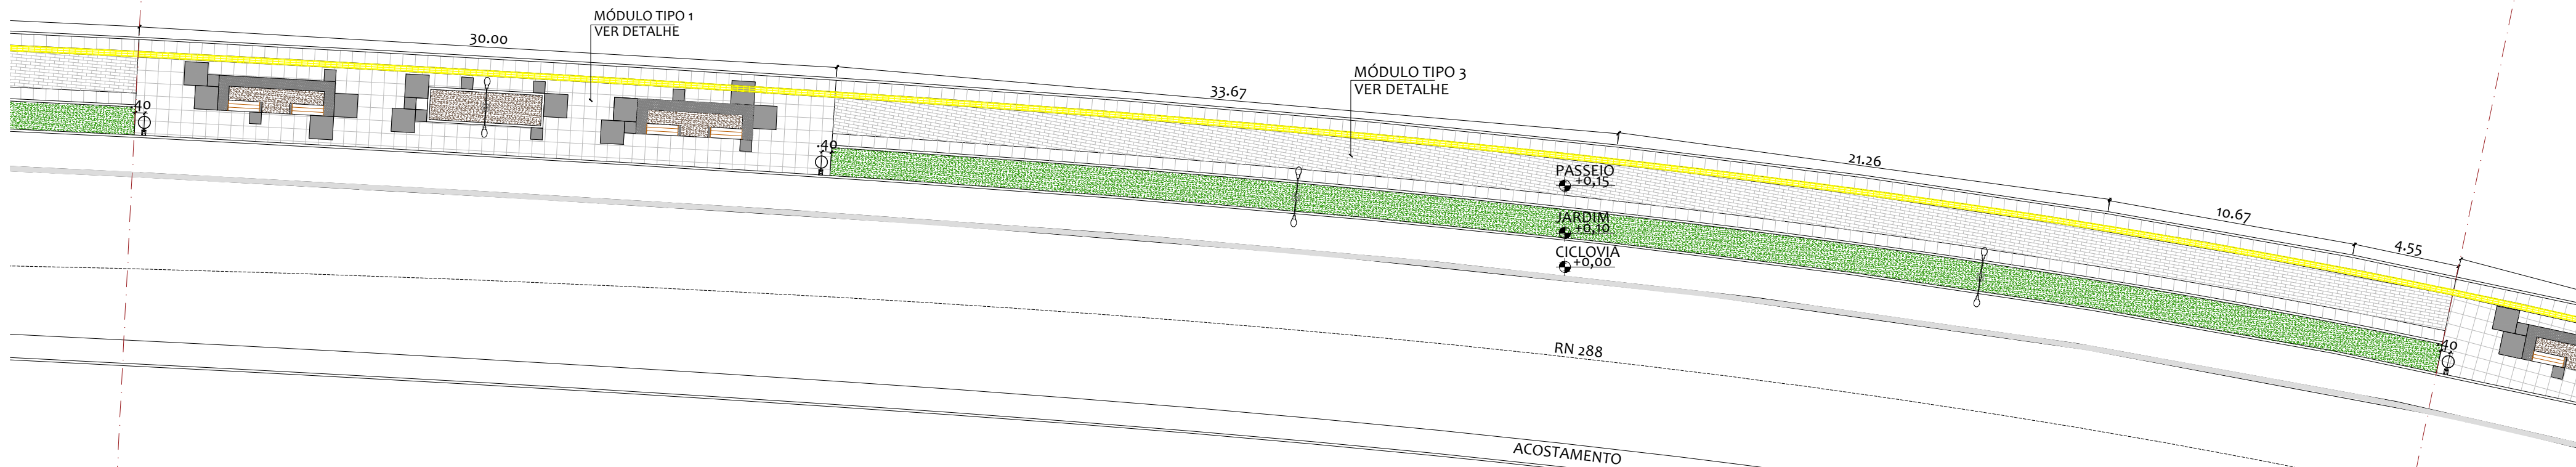 MÓDULO TIPO 1
VER DETALHE
30.00
.40
MÓDULO TIPO 3
VER DETALHE
33.67
.40
21.26
10.67
4.55
PASSEIO
+0,15
JARDIM
+0,10
CICLOVIA
+0,00
.40
RN 288
ACOSTAMENTO